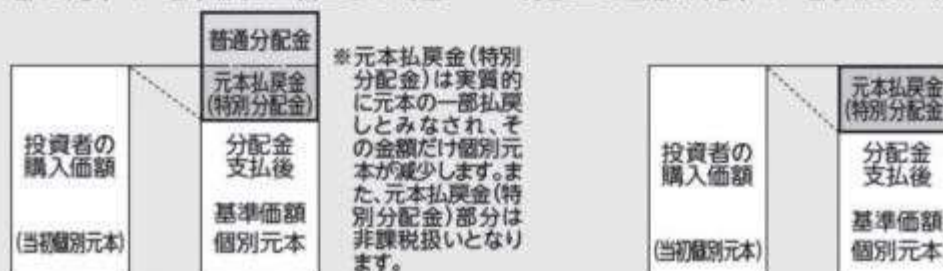 普通分配金
元本払戻金
(特別分配金)
投資者の
購入価額
(当初個別元本)
分配金
支払後
基準価額
個別元本
※元本払戻金(特別
分配金)は実質的
に元本の一部払戻
しとみなされ、そ
の金額だけ個別元
本が減少します。ま
た、元本払戻金(特
別分配金)部分は
非課税扱いとなり
ます。
投資者の
購入価額
(当初個別元本)
元本払戻金
(特別分配金
分配金
支払後
基準価額
個別元本